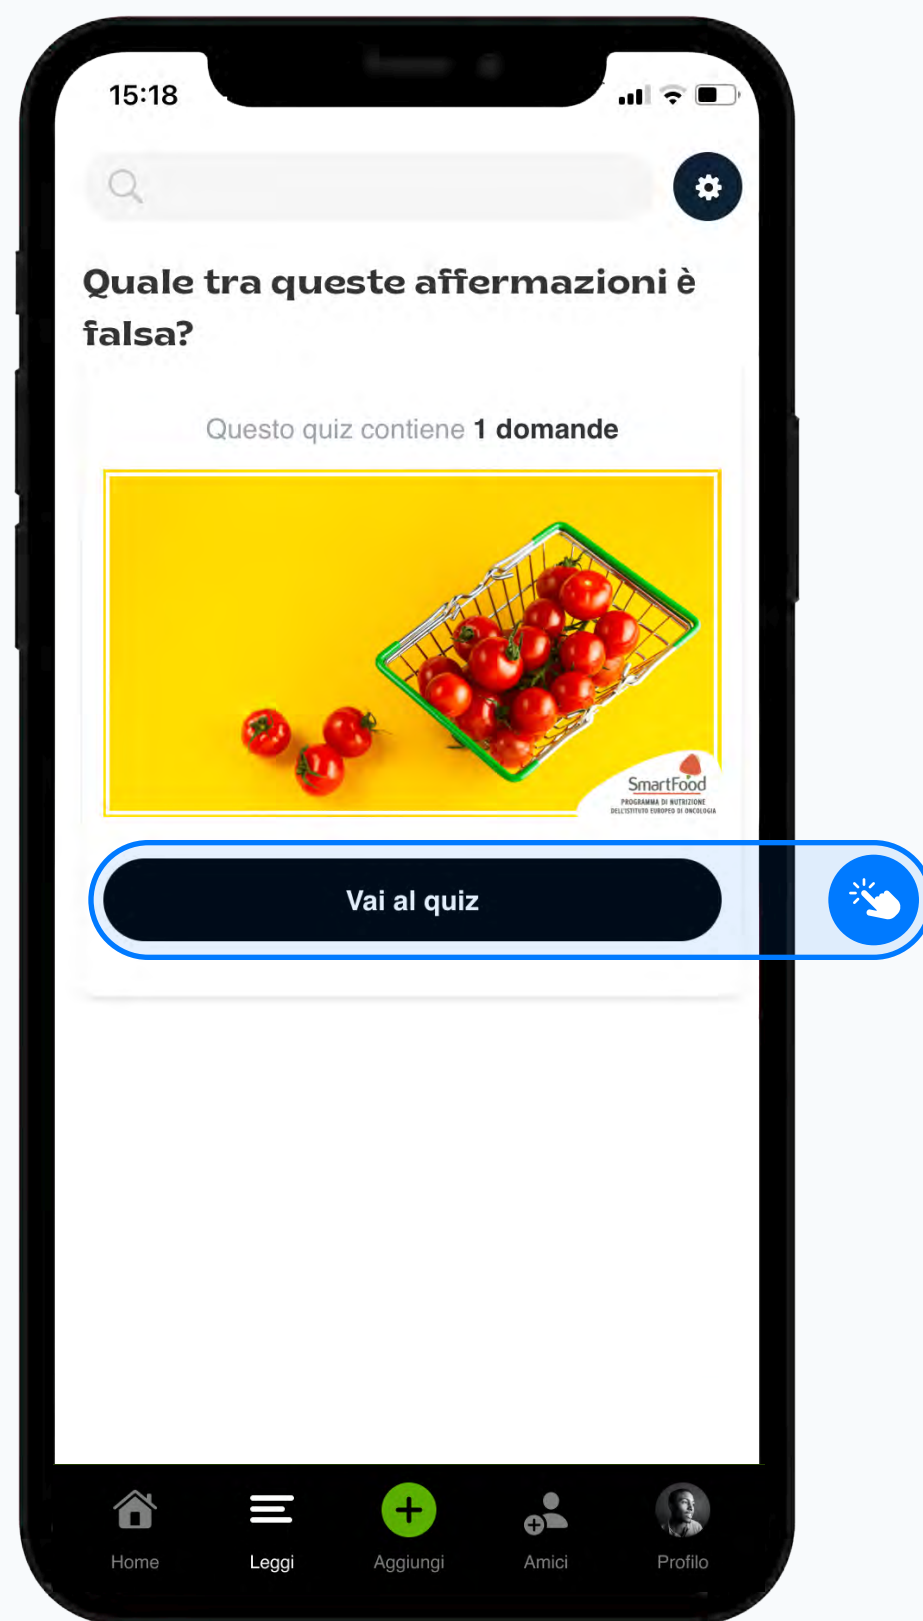 15:18
Quale tra queste affermazioni è
falsa?
Questo quiz contiene 1 domande
SmartFood
PROGRAMMA DI NUTRIZIONE
DELL'ISTITUTO EUROPEO DI ONCOLOGIA
Vai al quiz
Home Leggi Aggiungi Amici Profilo